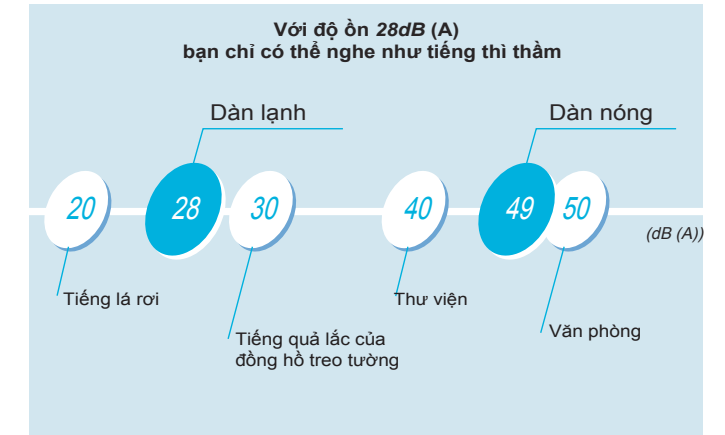 Với độ ồn 28dB (A)
bạn chỉ có thể nghe như tiếng thì thầm
Dàn lạnh
Dàn nóng
20
28
30
40
49
50
(dB (A))
Tiếng lá rơi
Thư viện
Tiếng quả lắc của
đồng hồ treo tường
Văn phòng